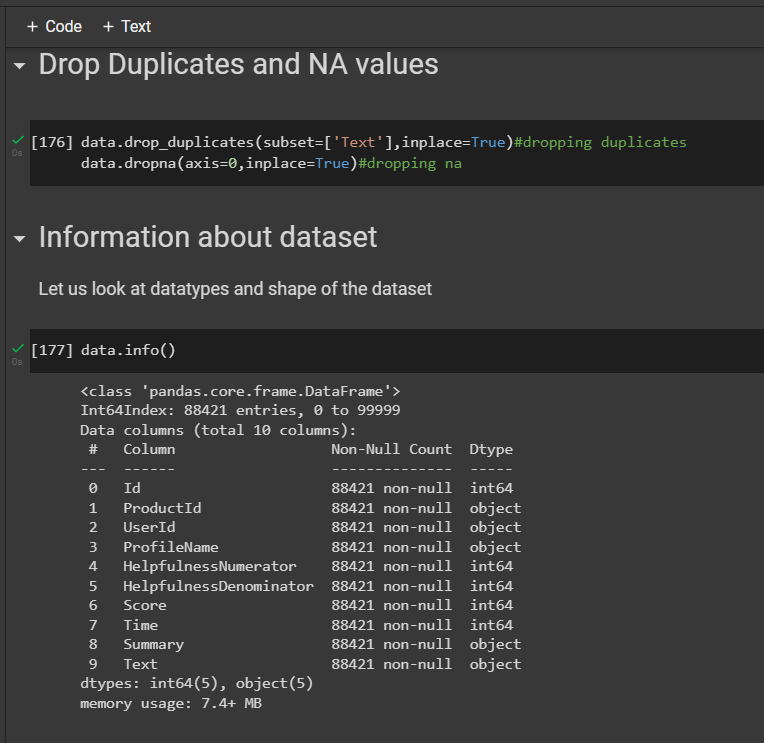 + Code + Text
Drop Duplicates and NA values
[176] data.drop_duplicates(subset=['Text'],inplace=True)#dropping duplicates
0s
data.dropna(axis=0,inplace=True)#dropping na
Information about dataset
Let us look at datatypes and shape of the dataset
[177] data.info()
0s
<class 'pandas.core.frame.DataFrame'>
Int64Index: 88421 entries, 0 to 99999
Data columns (total 10 columns):
 #   Column                  Non-Null Count  Dtype
---  ------                  --------------  -----
 0   Id                      88421 non-null  int64
 1   ProductId               88421 non-null  object
 2   UserId                  88421 non-null  object
 3   ProfileName             88421 non-null  object
 4   HelpfulnessNumerator    88421 non-null  int64
 5   HelpfulnessDenominator  88421 non-null  int64
 6   Score                   88421 non-null  int64
 7   Time                    88421 non-null  int64
 8   Summary                 88421 non-null  object
 9   Text                    88421 non-null  object
dtypes: int64(5), object(5)
memory usage: 7.4+ MB